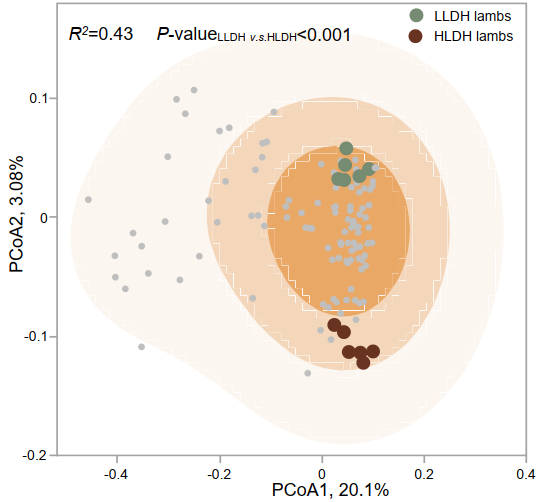 LLDH lambs
R²=0.43 P-valueLLDH v.s.HLDH<0.001
HLDH lambs
0.1
0
-0.1
-0.2
PCoA2, 3.08%
-0.4 -0.2 0 0.2 0.4
PCoA1, 20.1%